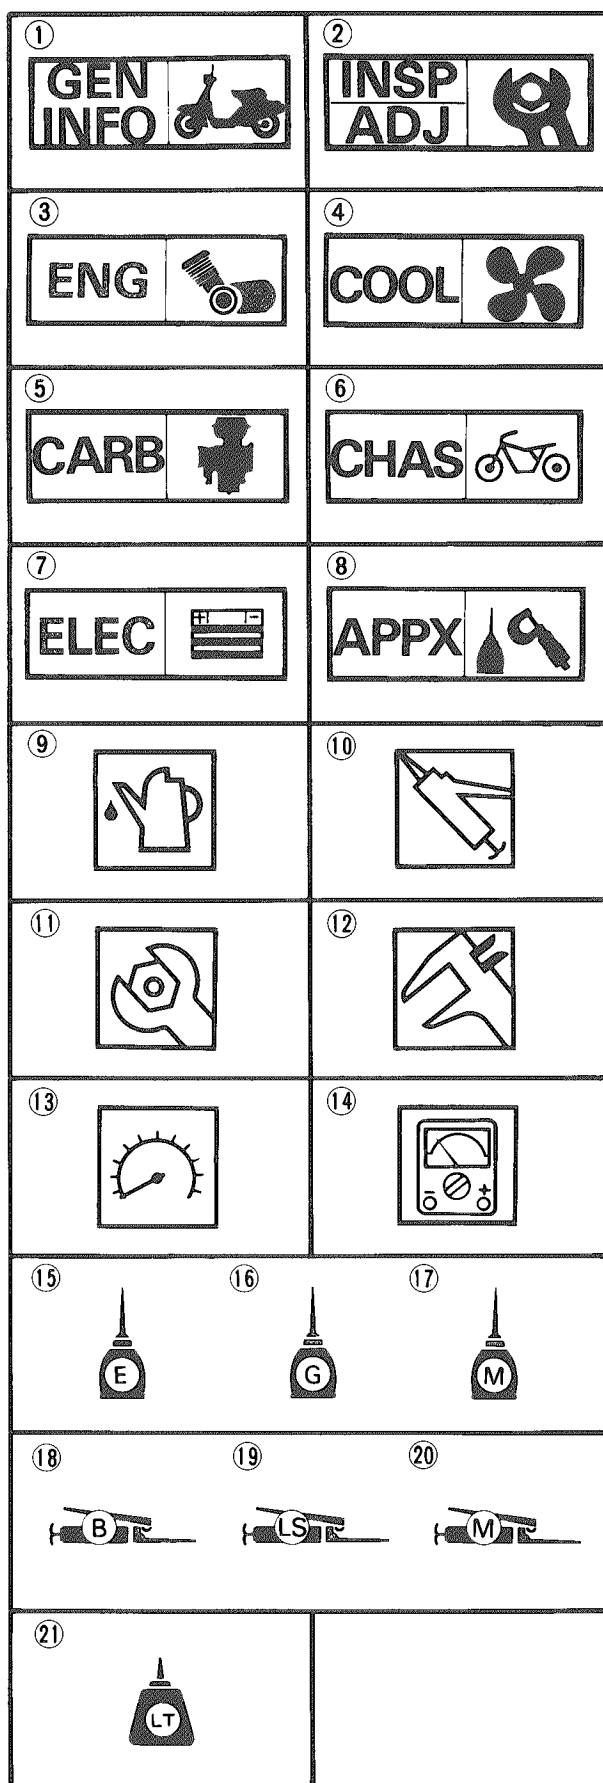 ①
GEN
INFO
②
INSP
ADJ
③
ENG
④
COOL
⑤
CARB
⑥
CHAS
⑦
ELEC
+ -
⑧
APPX
⑨
⑩
⑪
⑫
⑬
⑭
- +
⑮
E
⑯
G
⑰
M
⑱
B
⑲
LS
⑳
M
㉑
LT